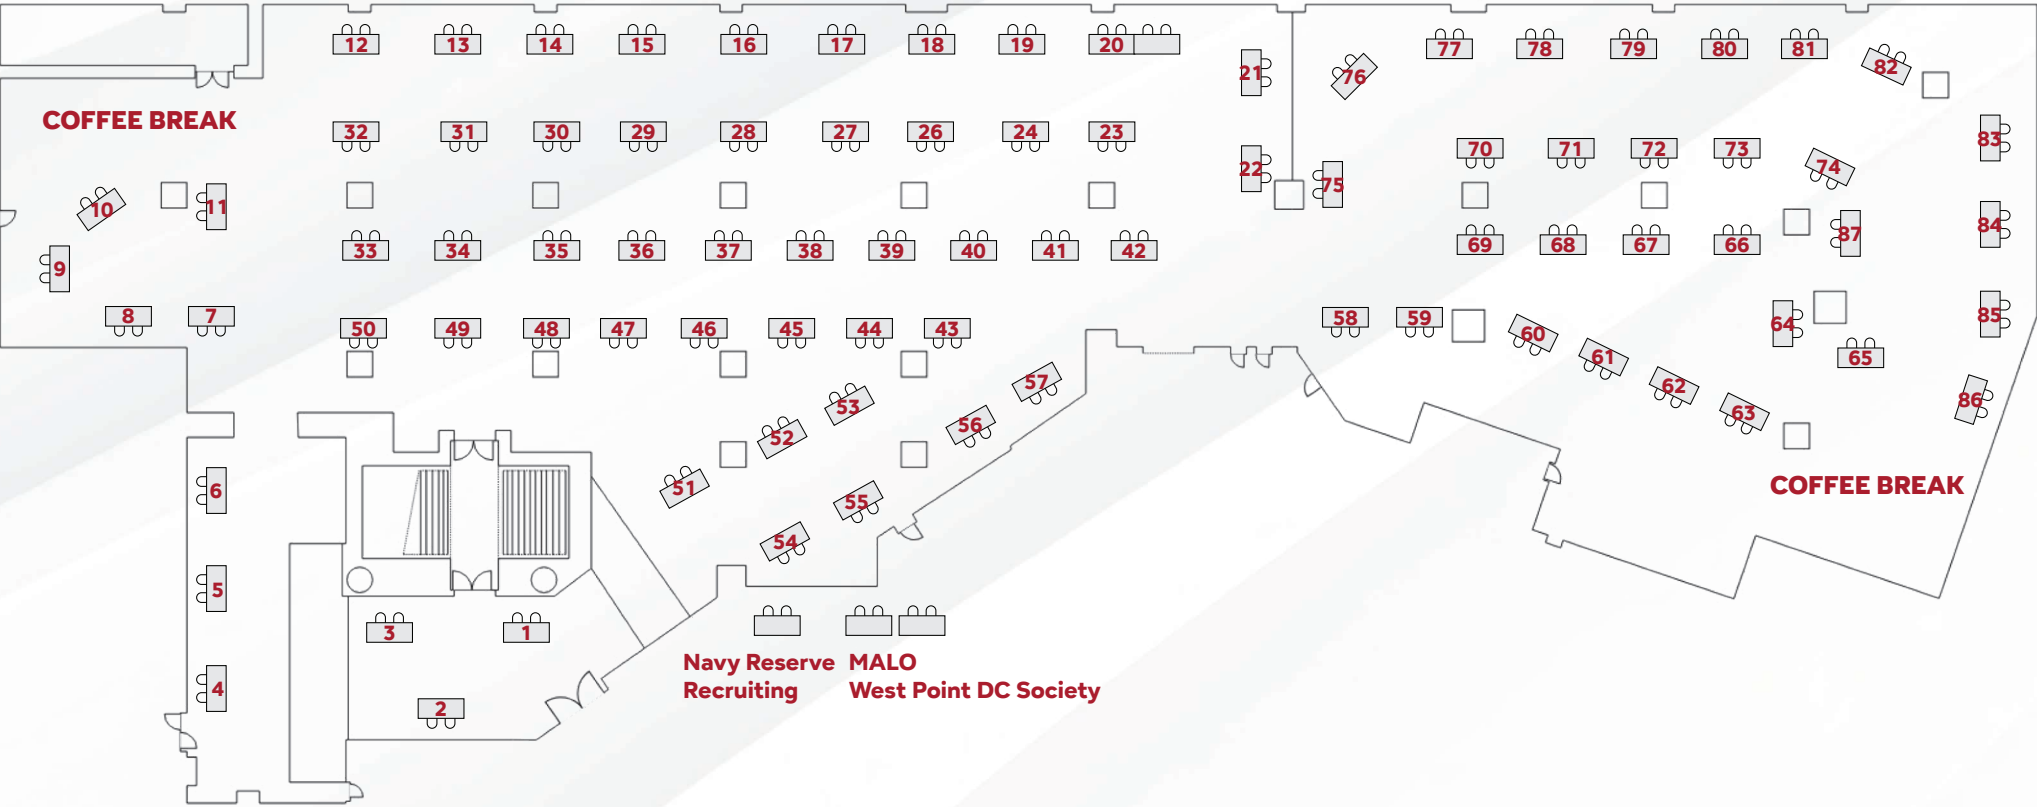 12 13 14 15 16 17 18 19 20
77 78 79 80 81
82
21 76
COFFEE BREAK
32 31 30 29 28 27 26 24 23
83
70 71 72 73
74
22
75
10 11
84
87
33 34 35 36 37 38 39 40 41 42
69 68 67 66
9
8 7
50 49 48 47 46 45 44 43
58 59
60
64
85
61
65
57
62
86
53
63
56
52
51
6
COFFEE BREAK
55
54
5
3 1
Navy Reserve
Recruiting
MALO
West Point DC Society
4
2